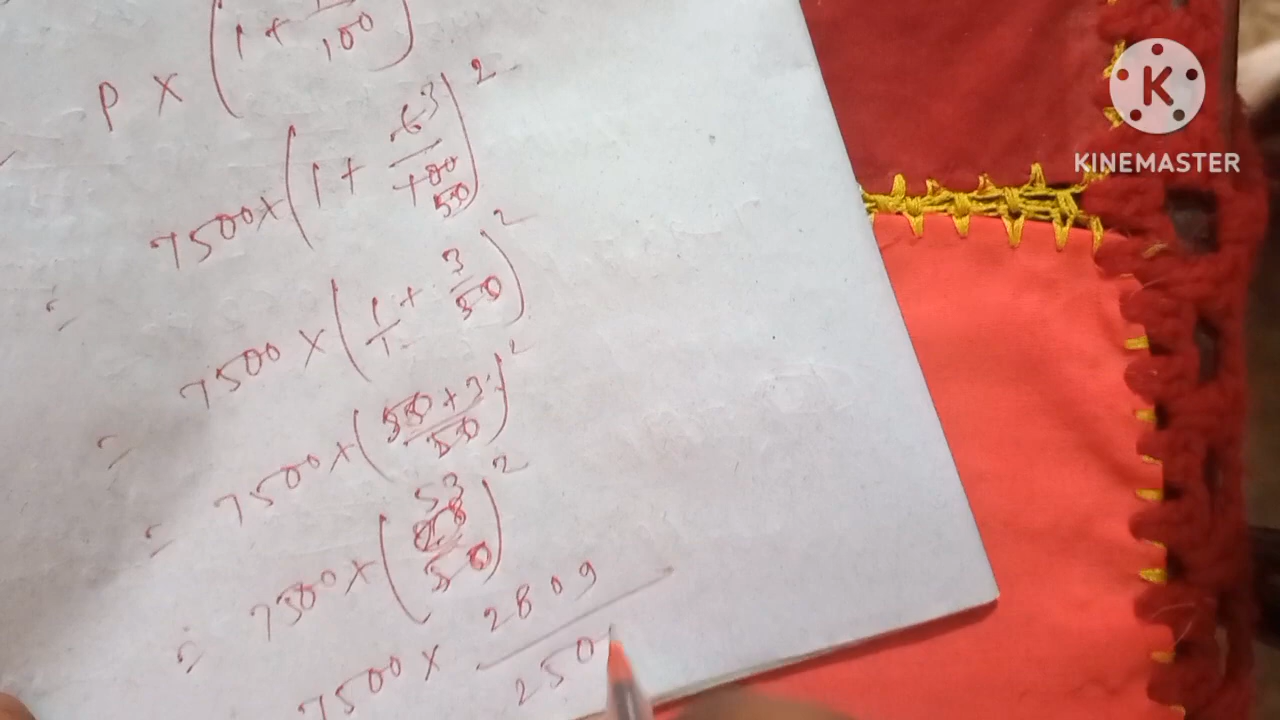 P × (1 + /100)
7500 × (1 + 6 3/100 50)²
= 7500 × (1/1 + 3/50)²
= 7500 × (50 + 3/50)²
= 7500 × (53/50)²
= 7500 × 2809/250
K
KINEMASTER